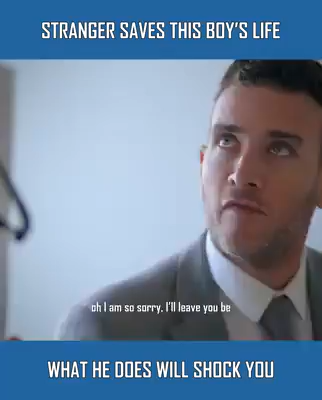 STRANGER SAVES THIS BOY'S LIFE
oh I am so sorry, I'll leave you be
WHAT HE DOES WILL SHOCK YOU